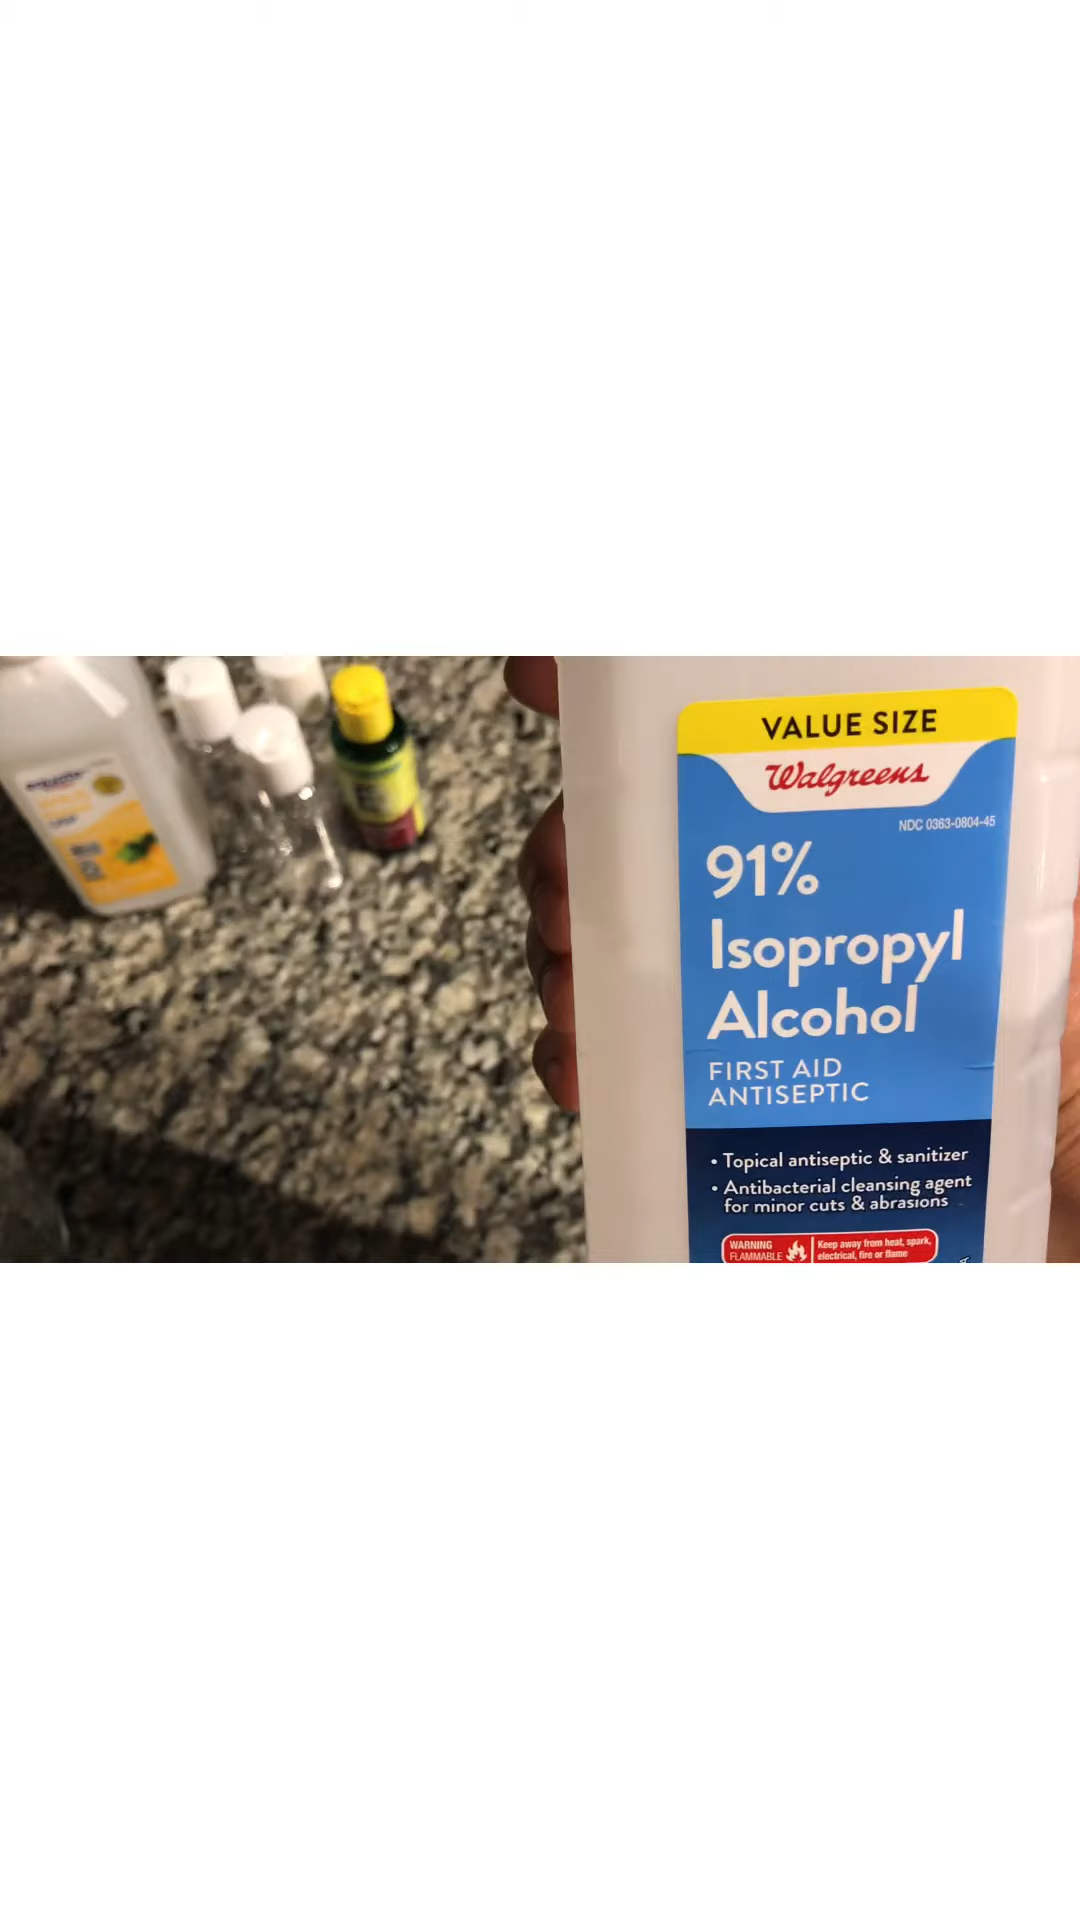 VALUE SIZE
Walgreens
NDC 0363-0804-45
91%
Isopropyl
Alcohol
FIRST AID
ANTISEPTIC
• Topical antiseptic & sanitizer
• Antibacterial cleansing agent
for minor cuts & abrasions
WARNING
FLAMMABLE
Keep away from heat, spark,
electrical, fire or flame